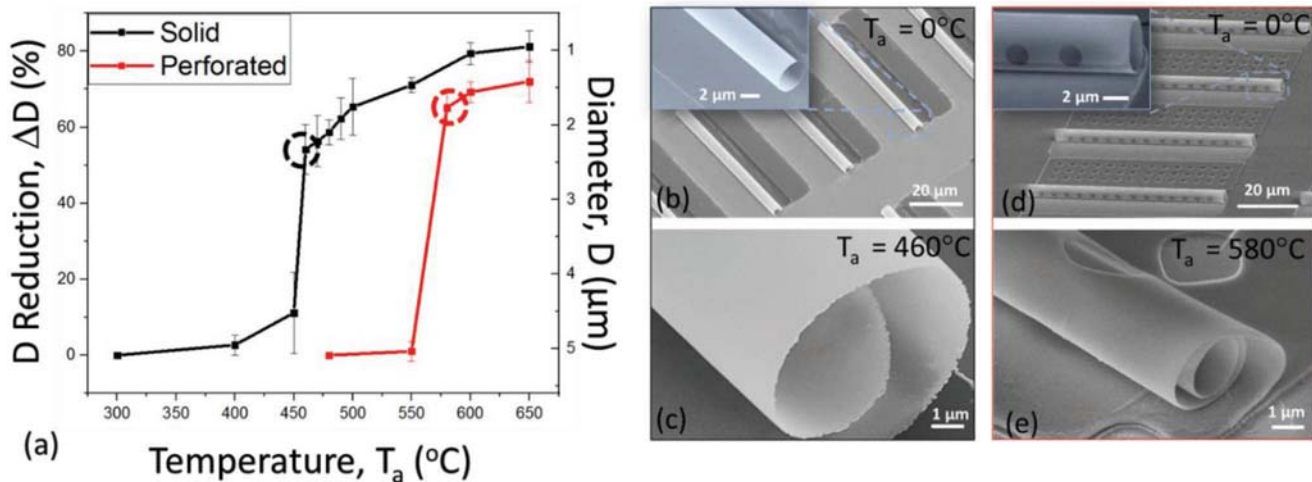 Solid
Perforated
D Reduction, ΔD (%)
80
60
40
20
0
300
400
450
500
550
600
650
Temperature, Tₐ (°C)
1
2
3
4
5
Diameter, D (μm)
(a)
Tₐ = 0°C
2 μm
20 μm
(b)
Tₐ = 460°C
1 μm
(c)
Tₐ = 0°C
2 μm
20 μm
(d)
Tₐ = 580°C
1 μm
(e)